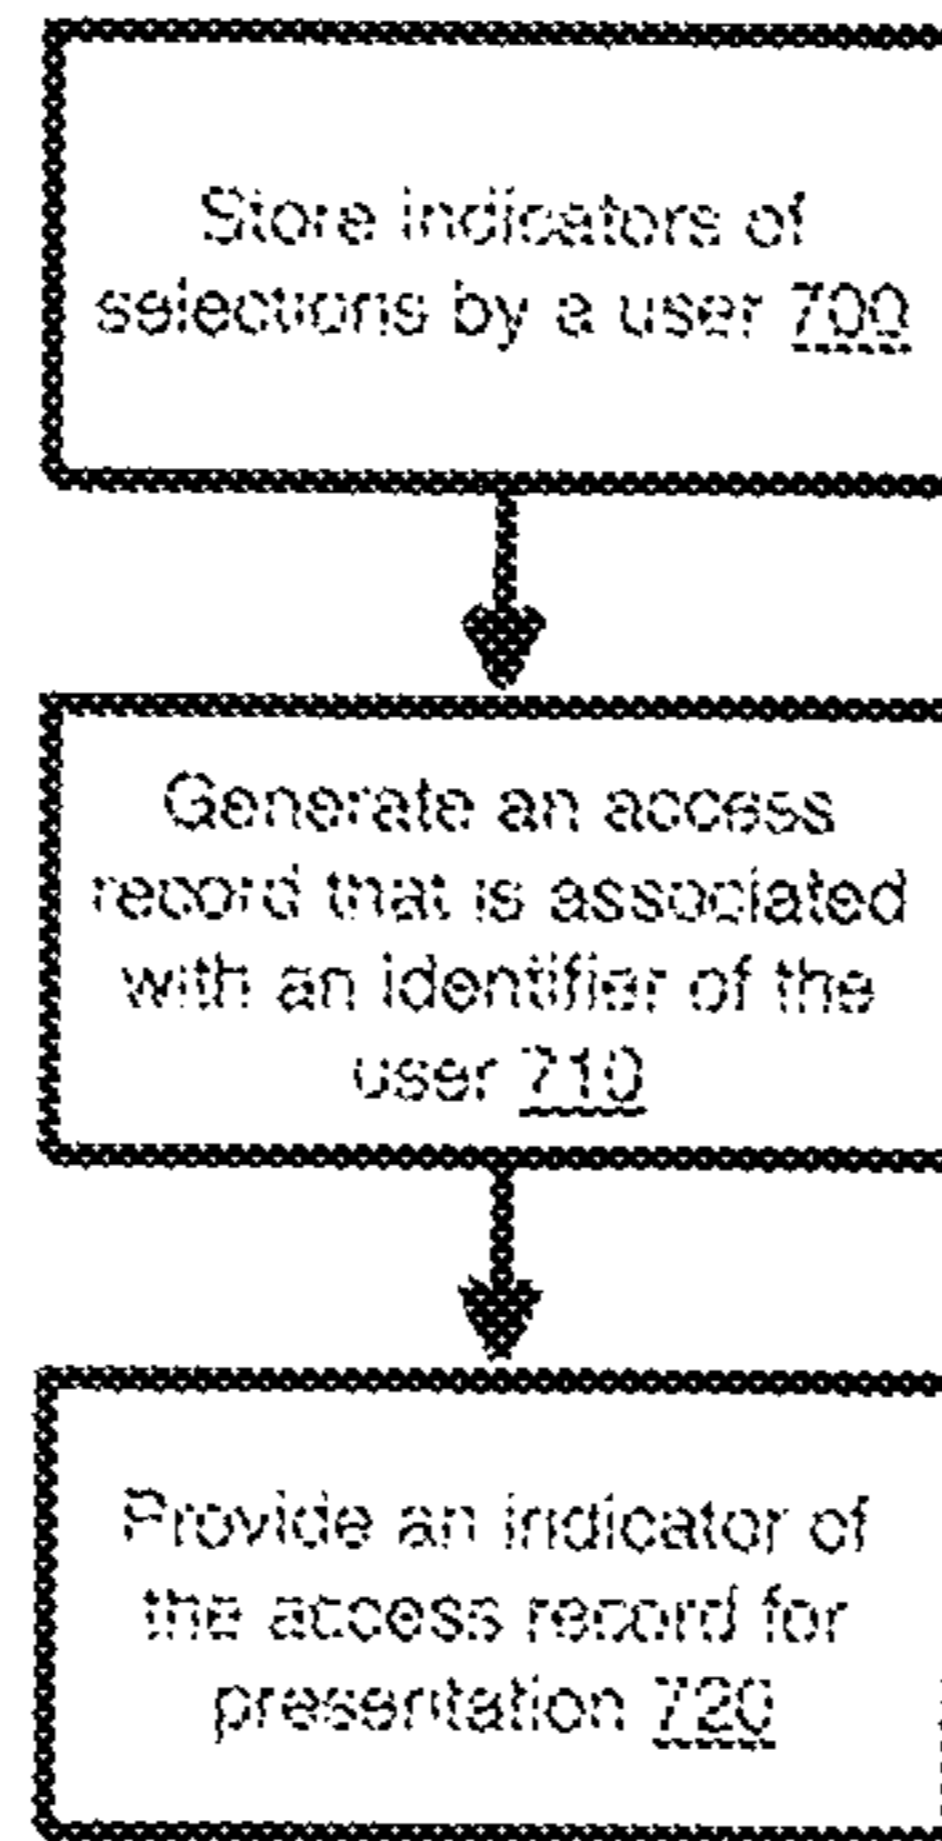 Store indicators of
selections by a user 700
Generate an access
record that is associated
with an identifier of the
user 710
Provide an indicator of
the access record for
presentation 720